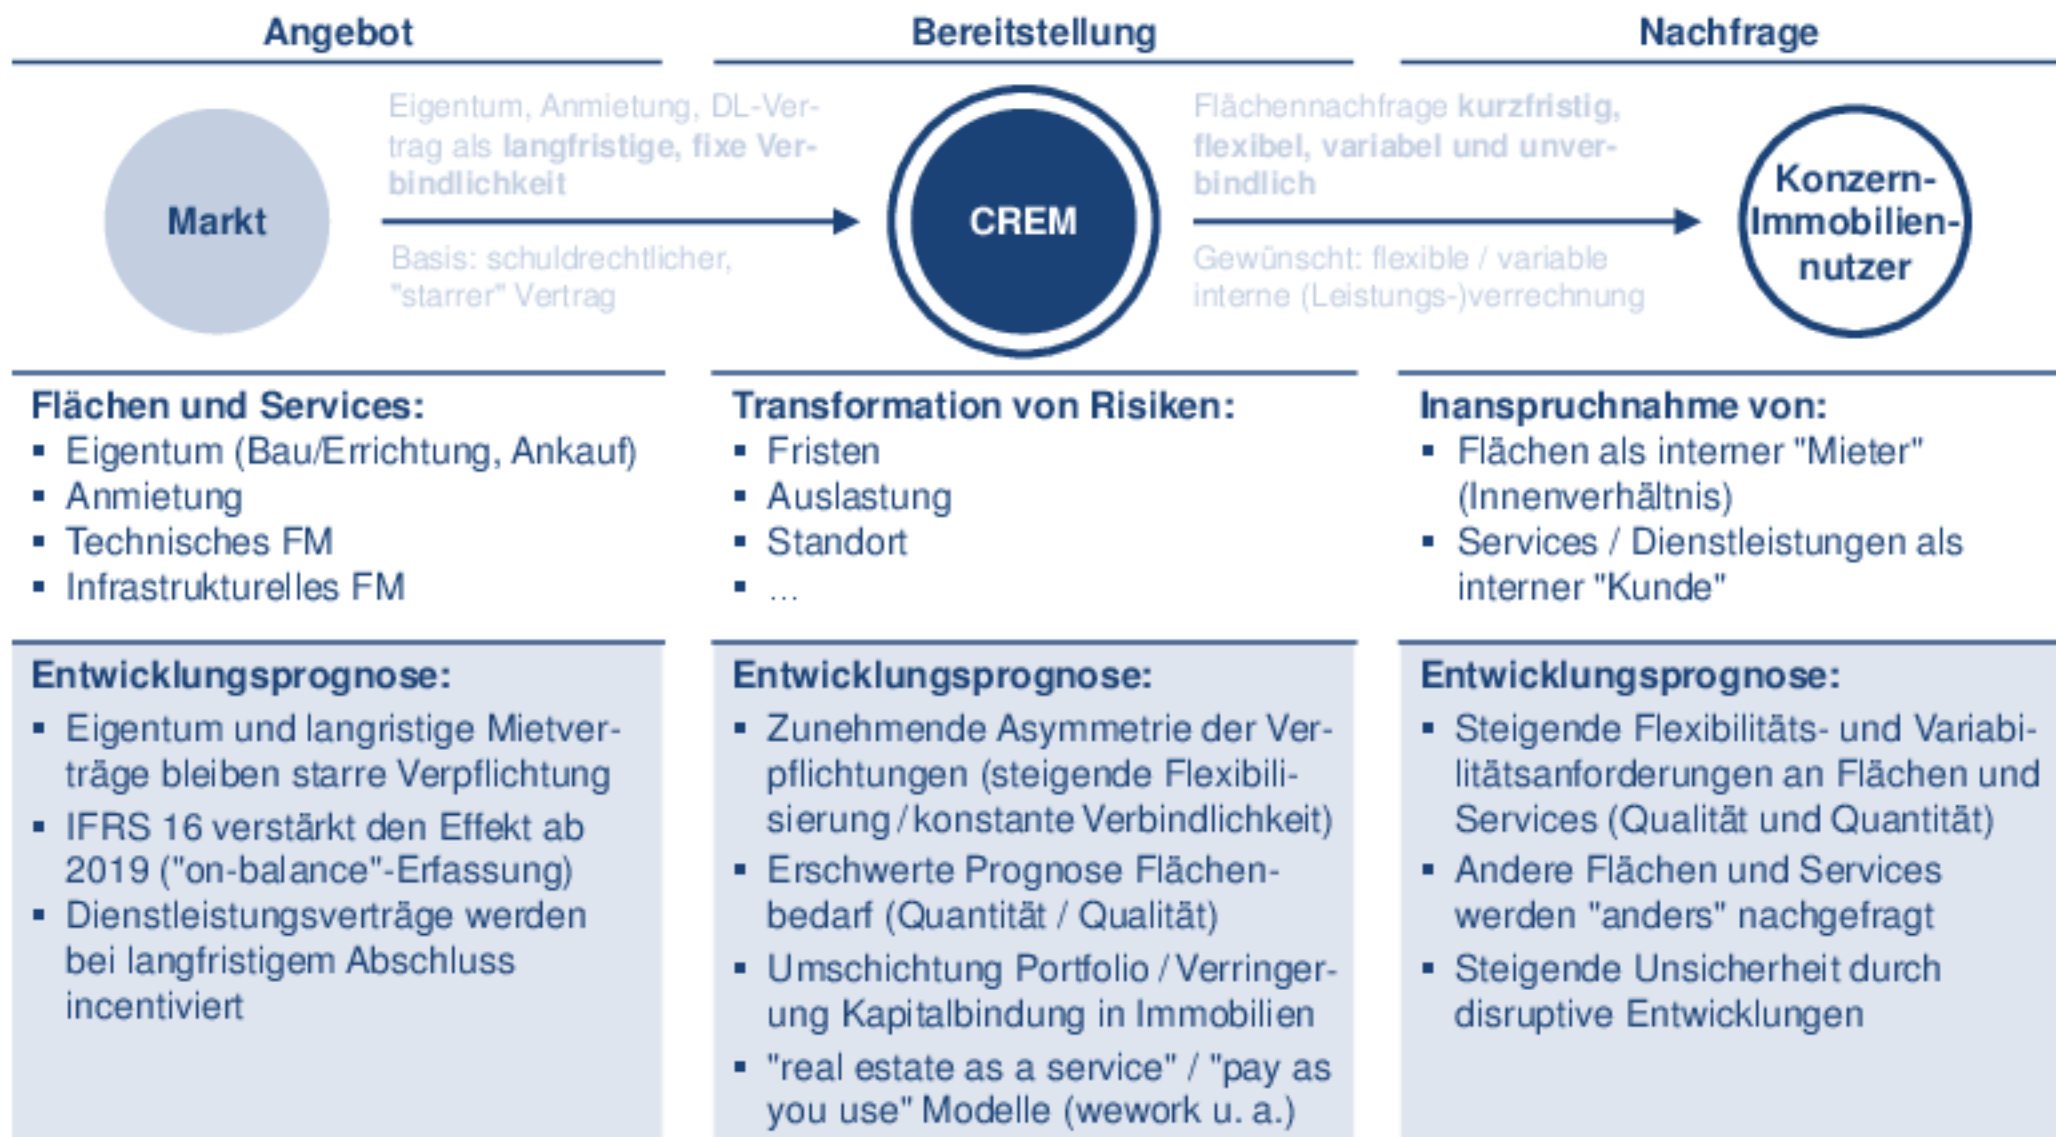 Angebot
Bereitstellung
Nachfrage
Markt
Eigentum, Anmietung, DL-Ver-
trag als langfristige, fixe Ver-
bindlichkeit
Basis: schuldrechtlicher,
"starrer" Vertrag
CREM
Flächennachfrage kurzfristig,
flexibel, variabel und unver-
bindlich
Gewünscht: flexible / variable
interne (Leistungs-)verrechnung
Konzern-
Immobilien-
nutzer
Flächen und Services:
▪ Eigentum (Bau/Errichtung, Ankauf)
▪ Anmietung
▪ Technisches FM
▪ Infrastrukturelles FM
Transformation von Risiken:
▪ Fristen
▪ Auslastung
▪ Standort
▪ ...
Inanspruchnahme von:
▪ Flächen als interner "Mieter"
(Innenverhältnis)
▪ Services / Dienstleistungen als
interner "Kunde"
Entwicklungsprognose:
▪ Eigentum und langristige Mietver-
träge bleiben starre Verpflichtung
▪ IFRS 16 verstärkt den Effekt ab
2019 ("on-balance"-Erfassung)
▪ Dienstleistungsverträge werden
bei langfristigem Abschluss
incentiviert
Entwicklungsprognose:
▪ Zunehmende Asymmetrie der Ver-
pflichtungen (steigende Flexibili-
sierung / konstante Verbindlichkeit)
▪ Erschwerte Prognose Flächen-
bedarf (Quantität / Qualität)
▪ Umschichtung Portfolio / Verringer-
ung Kapitalbindung in Immobilien
▪ "real estate as a service" / "pay as
you use" Modelle (wework u. a.)
Entwicklungsprognose:
▪ Steigende Flexibilitäts- und Variabi-
litätsanforderungen an Flächen und
Services (Qualität und Quantität)
▪ Andere Flächen und Services
werden "anders" nachgefragt
▪ Steigende Unsicherheit durch
disruptive Entwicklungen